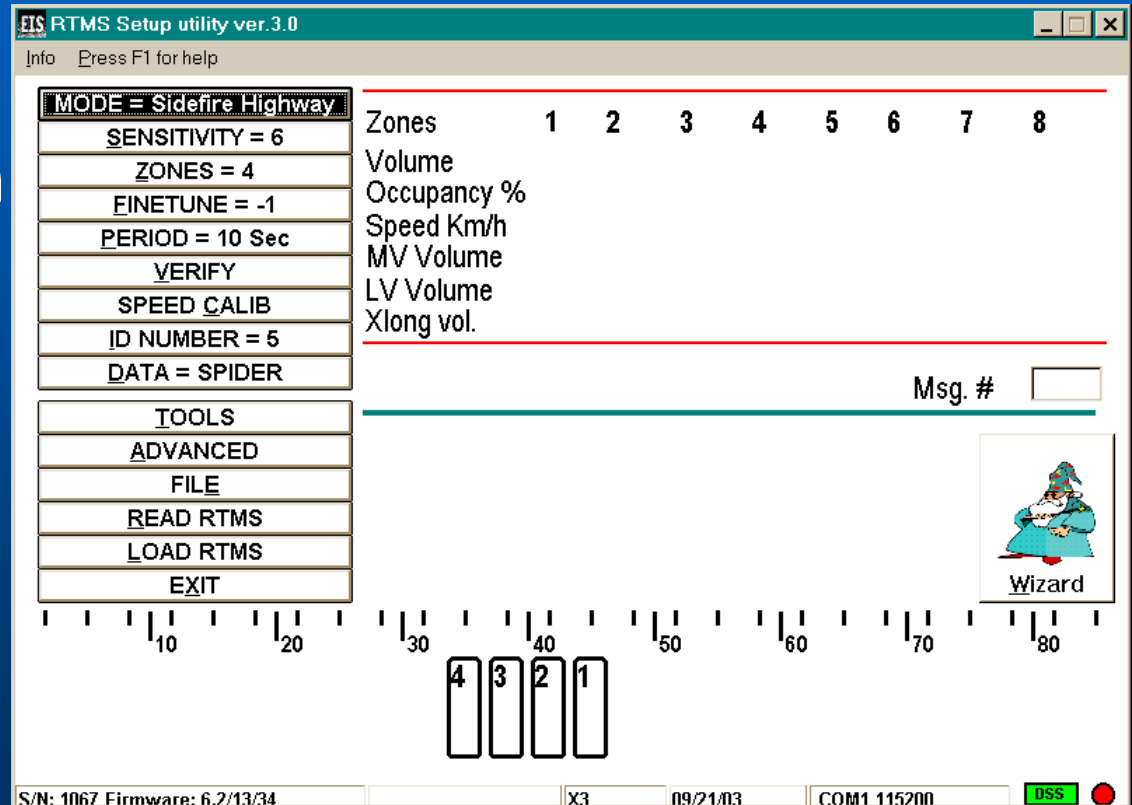 EIS RTMS Setup utility ver.3.0
Info Press F1 for help
MODE = Sidefire Highway
SENSITIVITY = 6
ZONES = 4
FINETUNE = -1
PERIOD = 10 Sec
VERIFY
SPEED CALIB
ID NUMBER = 5
DATA = SPIDER
TOOLS
ADVANCED
FILE
READ RTMS
LOAD RTMS
EXIT
Zones 1 2 3 4 5 6 7 8
Volume
Occupancy %
Speed Km/h
MV Volume
LV Volume
Xlong vol.
Msg. #
Wizard
10 20 30 40 50 60 70 80
4 3 2 1
S/N: 1067 Firmware: 6.2/13/34 X3 09/21/03 COM1 115200 DSS